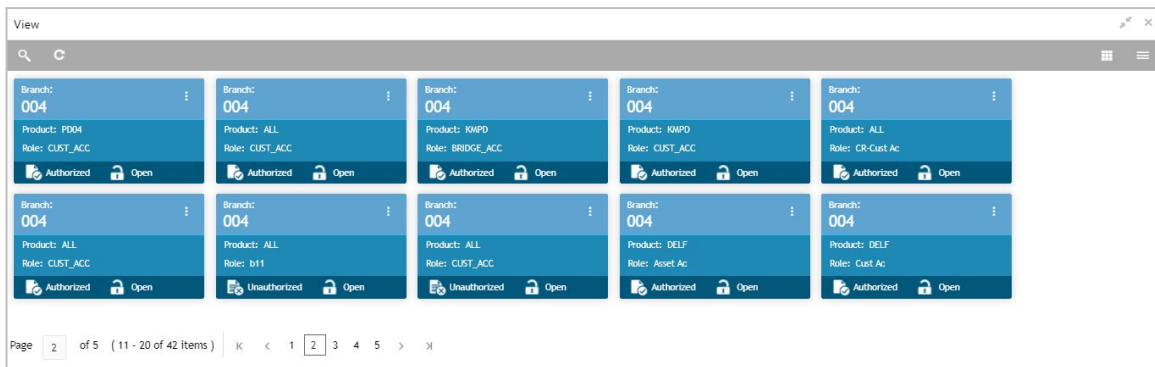 View
Branch:
004
Product: PD04
Role: CUST_ACC
Authorized Open
Branch:
004
Product: ALL
Role: CUST_ACC
Authorized Open
Branch:
004
Product: KMPD
Role: BRIDGE_ACC
Authorized Open
Branch:
004
Product: KMPD
Role: CUST_ACC
Authorized Open
Branch:
004
Product: ALL
Role: CR-Cust Ac
Authorized Open
Branch:
004
Product: ALL
Role: CUST_ACC
Authorized Open
Branch:
004
Product: ALL
Role: b11
Unauthorized Open
Branch:
004
Product: ALL
Role: CUST_ACC
Unauthorized Open
Branch:
004
Product: DELF
Role: Asset Ac
Authorized Open
Branch:
004
Product: DELF
Role: Cust Ac
Authorized Open
Page 2 of 5 ( 11 - 20 of 42 items ) 1 2 3 4 5